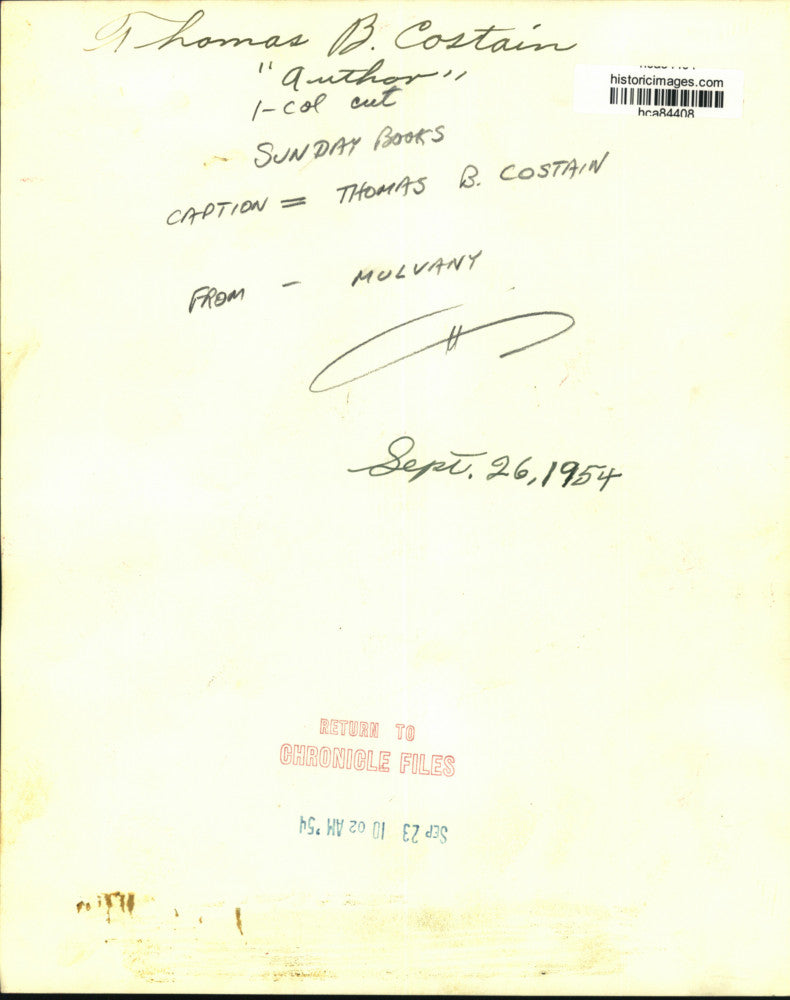 Thomas B. Costain
"author"
1-col cut
SUNDAY BOOKS
CAPTION = THOMAS B. COSTAIN
FROM - MULVANY
Sept. 26, 1954
historicimages.com
hca84408
RETURN TO
CHRONICLE FILES
SEP 23 10 02 AM '54